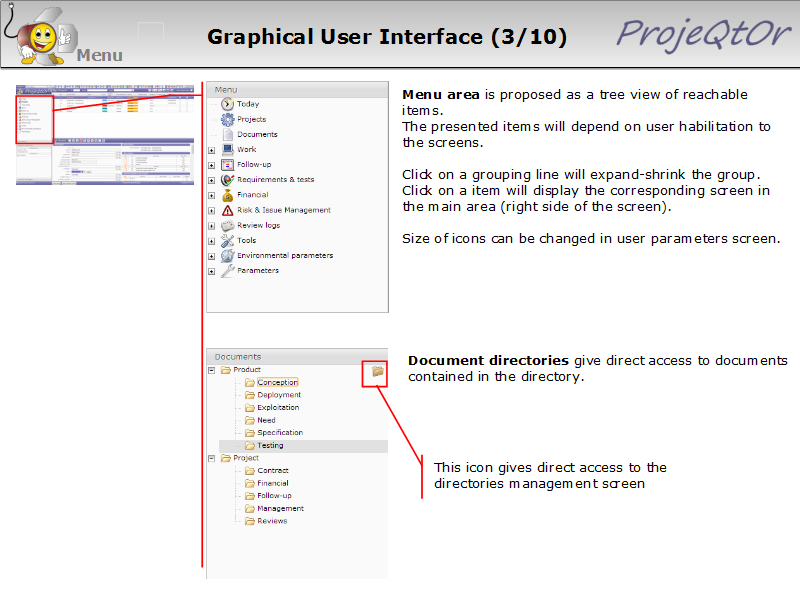 Menu
Graphical User Interface (3/10)
ProjeQtOr
Menu
Today
Projects
Documents
Work
Follow-up
Requirements & tests
Financial
Risk & Issue Management
Review logs
Tools
Environmental parameters
Parameters
Menu area is proposed as a tree view of reachable
items.
The presented items will depend on user habilitation to
the screens.
Click on a grouping line will expand-shrink the group.
Click on a item will display the corresponding screen in
the main area (right side of the screen).
Size of icons can be changed in user parameters screen.
Documents
Product
Conception
Deployment
Exploitation
Need
Specification
Testing
Project
Contract
Financial
Follow-up
Management
Reviews
Document directories give direct access to documents
contained in the directory.
This icon gives direct access to the
directories management screen